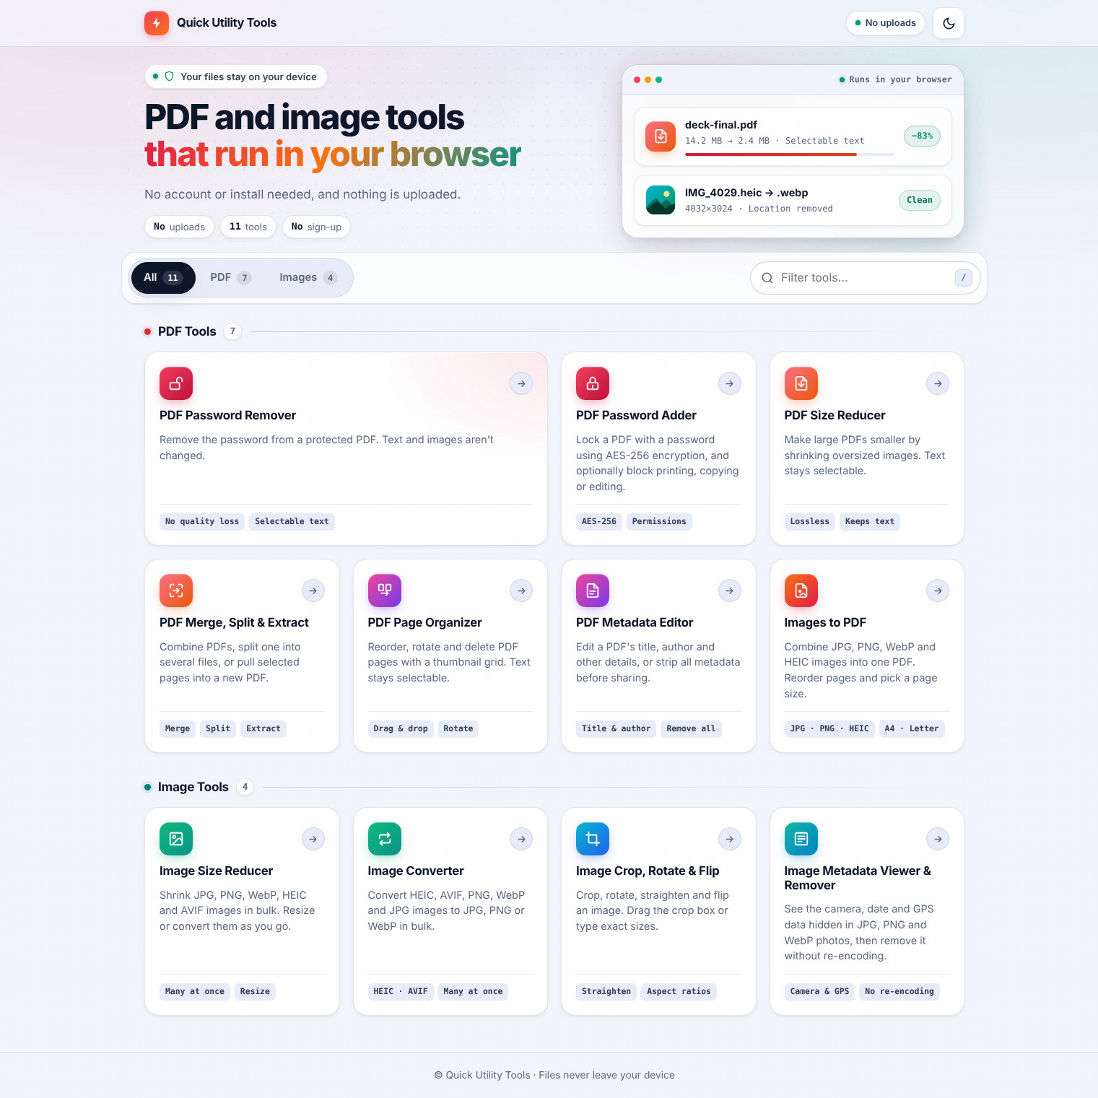 Quick Utility Tools
No uploads
Your files stay on your device
PDF and image tools
that run in your browser
No account or install needed, and nothing is uploaded.
No uploads
11 tools
No sign-up
Runs in your browser
deck-final.pdf
14.2 MB → 2.4 MB · Selectable text
−83%
IMG_4029.heic → .webp
4032×3024 · Location removed
Clean
All 11
PDF 7
Images 4
Filter tools...
/
PDF Tools 7
PDF Password Remover
Remove the password from a protected PDF. Text and images aren't
changed.
No quality loss
Selectable text
PDF Password Adder
Lock a PDF with a password
using AES-256 encryption, and
optionally block printing, copying
or editing.
AES-256
Permissions
PDF Size Reducer
Make large PDFs smaller by
shrinking oversized images. Text
stays selectable.
Lossless
Keeps text
PDF Merge, Split & Extract
Combine PDFs, split one into
several files, or pull selected
pages into a new PDF.
Merge
Split
Extract
PDF Page Organizer
Reorder, rotate and delete PDF
pages with a thumbnail grid. Text
stays selectable.
Drag & drop
Rotate
PDF Metadata Editor
Edit a PDF's title, author and
other details, or strip all metadata
before sharing.
Title & author
Remove all
Images to PDF
Combine JPG, PNG, WebP and
HEIC images into one PDF.
Reorder pages and pick a page
size.
JPG · PNG · HEIC
A4 · Letter
Image Tools 4
Image Size Reducer
Shrink JPG, PNG, WebP, HEIC
and AVIF images in bulk. Resize
or convert them as you go.
Many at once
Resize
Image Converter
Convert HEIC, AVIF, PNG, WebP
and JPG images to JPG, PNG or
WebP in bulk.
HEIC · AVIF
Many at once
Image Crop, Rotate & Flip
Crop, rotate, straighten and flip
an image. Drag the crop box or
type exact sizes.
Straighten
Aspect ratios
Image Metadata Viewer &
Remover
See the camera, date and GPS
data hidden in JPG, PNG and
WebP photos, then remove it
without re-encoding.
Camera & GPS
No re-encoding
© Quick Utility Tools · Files never leave your device